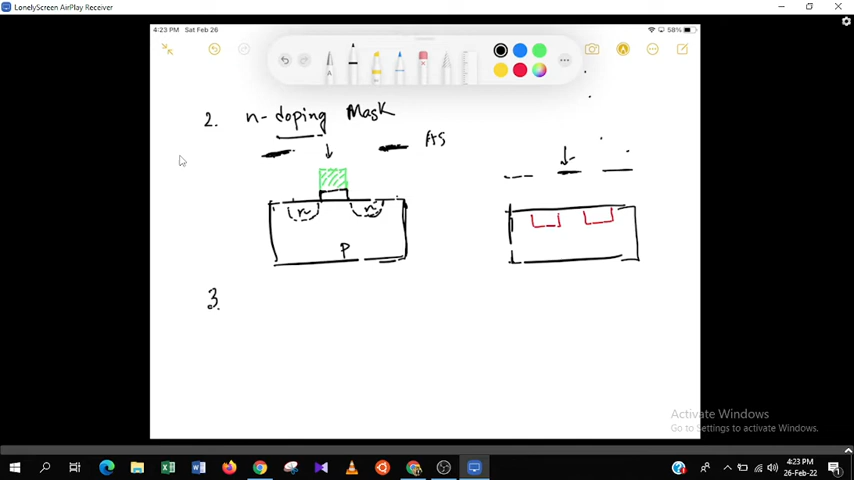 LonelyScreen AirPlay Receiver
4:23 PM Sat Feb 26
58%
A
2. n-doping Mask
AS
n n
P
3.
Activate Windows
Go to Settings to activate Windows.
4:23 PM
26-Feb-22